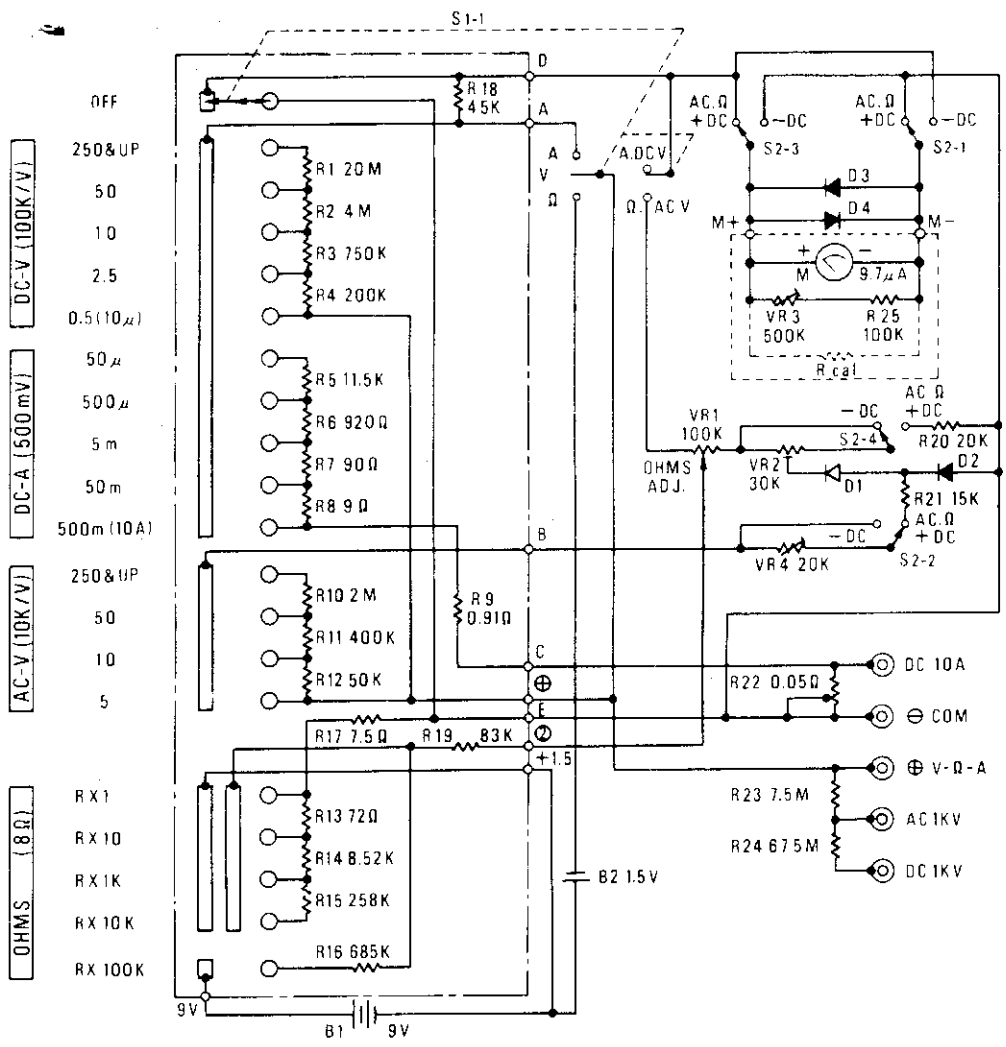 S1-1
D
R18
45K
A
OFF
250&UP
50
10
2.5
0.5(10μ)
DC-V (100K/V)
R1 20M
R2 4M
R3 750K
R4 200K
50μ
500μ
5m
50m
500m(10A)
DC-A (500mV)
R5 11.5K
R6 920Ω
R7 90Ω
R8 9Ω
B
250&UP
50
10
5
AC-V (10K/V)
R10 2M
R11 400K
R12 50K
R9
0.91Ω
C
⊕
E
②
+1.5
R17 7.5Ω
R19 83K
RX1
RX10
RX1K
RX10K
RX100K
OHMS (8Ω)
R13 72Ω
R14 8.52K
R15 258K
R16 685K
9V
B1 9V
B2 1.5V
A
V
Ω
A.DCV
Ω.ACV
AC.Ω
+DC
-DC
S2-3
AC.Ω
+DC
-DC
S2-1
D3
D4
M+
M-
+
-
M
9.7μA
VR3
500K
R25
100K
Rcal
VR1
100K
OHMS
ADJ.
-DC
AC.Ω
+DC
S2-4
R20 20K
VR2
30K
D1
D2
R21 15K
-DC
AC.Ω
+DC
VR4 20K
S2-2
R22 0.05Ω
DC 10A
⊖ COM
⊕ V-Ω-A
R23 7.5M
AC1KV
R24 67.5M
DC1KV